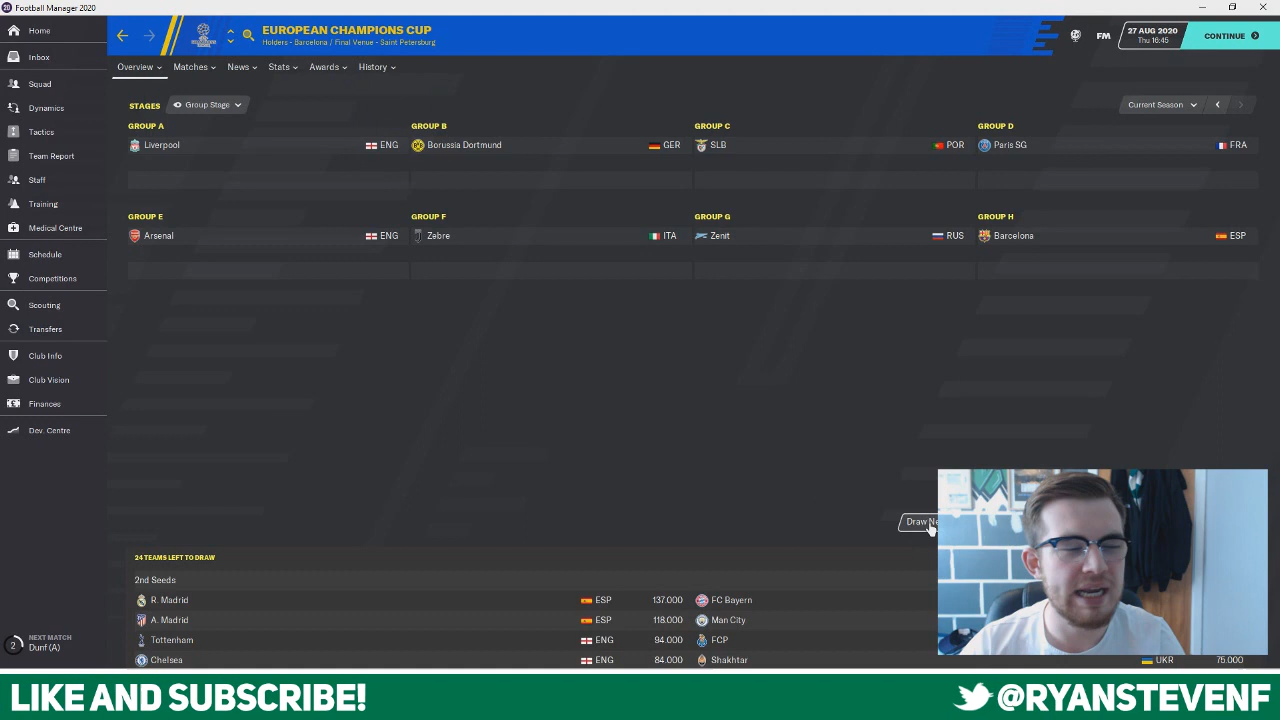 Football Manager 2020
Home
Inbox
Squad
Dynamics
Tactics
Team Report
Staff
Training
Medical Centre
Schedule
Competitions
Scouting
Transfers
Club Info
Club Vision
Finances
Dev. Centre
2 NEXT MATCH
Dunf (A)
EUROPEAN CHAMPIONS CUP
Holders - Barcelona / Final Venue - Saint Petersburg
FM
27 AUG 2020
Thu 16:45
CONTINUE
Overview Matches News Stats Awards History
STAGES Group Stage Current Season
GROUP A GROUP B GROUP C GROUP D
Liverpool ENG Borussia Dortmund GER SLB POR Paris SG FRA
GROUP E GROUP F GROUP G GROUP H
Arsenal ENG Zebre ITA Zenit RUS Barcelona ESP
Draw
24 TEAMS LEFT TO DRAW
2nd Seeds
R. Madrid ESP 137.000 FC Bayern
A. Madrid ESP 118.000 Man City
Tottenham ENG 94.000 FCP
Chelsea ENG 84.000 Shakhtar UKR 75.000
LIKE AND SUBSCRIBE! @RYANSTEVENF